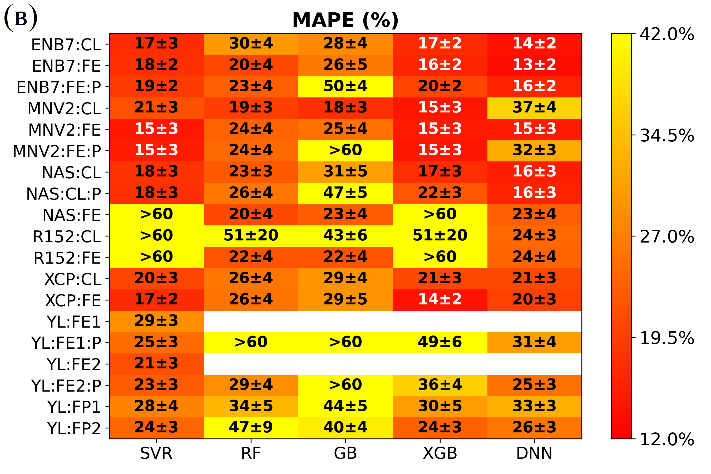 (B)
MAPE (%)
ENB7:CL 17±3 30±4 28±4 17±2 14±2
ENB7:FE 18±2 20±4 26±5 16±2 13±2
ENB7:FE:P 19±2 23±4 50±4 20±2 16±2
MNV2:CL 21±3 19±3 18±3 15±3 37±4
MNV2:FE 15±3 24±4 25±4 15±3 15±3
MNV2:FE:P 15±3 24±4 >60 15±3 32±3
NAS:CL 18±3 23±3 31±5 17±3 16±3
NAS:CL:P 18±3 26±4 47±5 22±3 16±3
NAS:FE >60 20±4 23±4 >60 23±4
R152:CL >60 51±20 43±6 51±20 24±3
R152:FE >60 22±4 22±4 >60 24±4
XCP:CL 20±3 26±4 29±4 21±3 21±3
XCP:FE 17±2 26±4 29±5 14±2 20±3
YL:FE1 29±3
YL:FE1:P 25±3 >60 >60 49±6 31±4
YL:FE2 21±3
YL:FE2:P 23±3 29±4 >60 36±4 25±3
YL:FP1 28±4 34±5 44±5 30±5 33±3
YL:FP2 24±3 47±9 40±4 24±3 26±3
SVR RF GB XGB DNN
42.0%
34.5%
27.0%
19.5%
12.0%